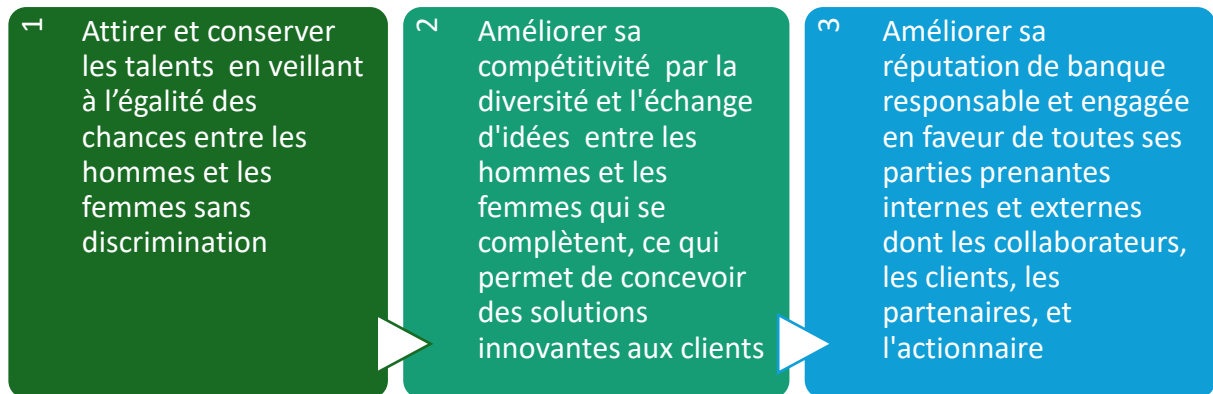 1
Attirer et conserver
les talents  en veillant
à l’égalité des
chances entre les
hommes et les
femmes sans
discrimination
2
Améliorer sa
compétitivité  par la
diversité et l'échange
d'idées  entre les
hommes et les
femmes qui se
complètent, ce qui
permet de concevoir
des solutions
innovantes aux clients
3
Améliorer sa
réputation de banque
responsable et engagée
en faveur de toutes ses
parties prenantes
internes et externes
dont les collaborateurs,
les clients, les
partenaires, et
l'actionnaire